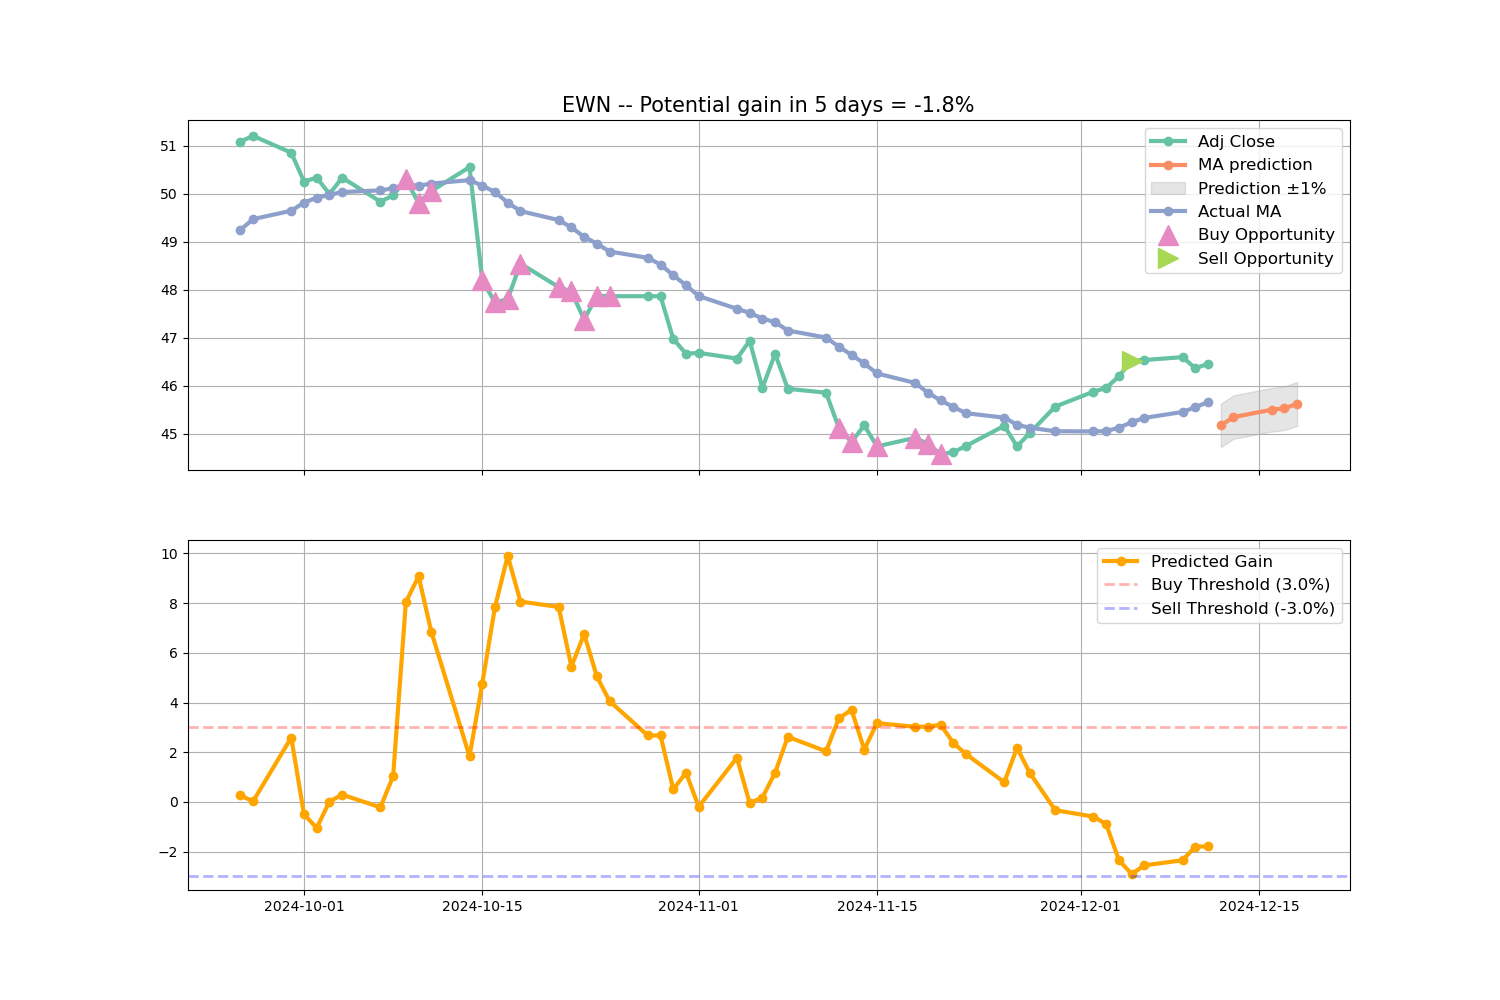 EWN -- Potential gain in 5 days = -1.8%
51
50
49
48
47
46
45
Adj Close
MA prediction
Prediction ±1%
Actual MA
Buy Opportunity
Sell Opportunity
10
8
6
4
2
0
−2
Predicted Gain
Buy Threshold (3.0%)
Sell Threshold (-3.0%)
2024-10-01
2024-10-15
2024-11-01
2024-11-15
2024-12-01
2024-12-15